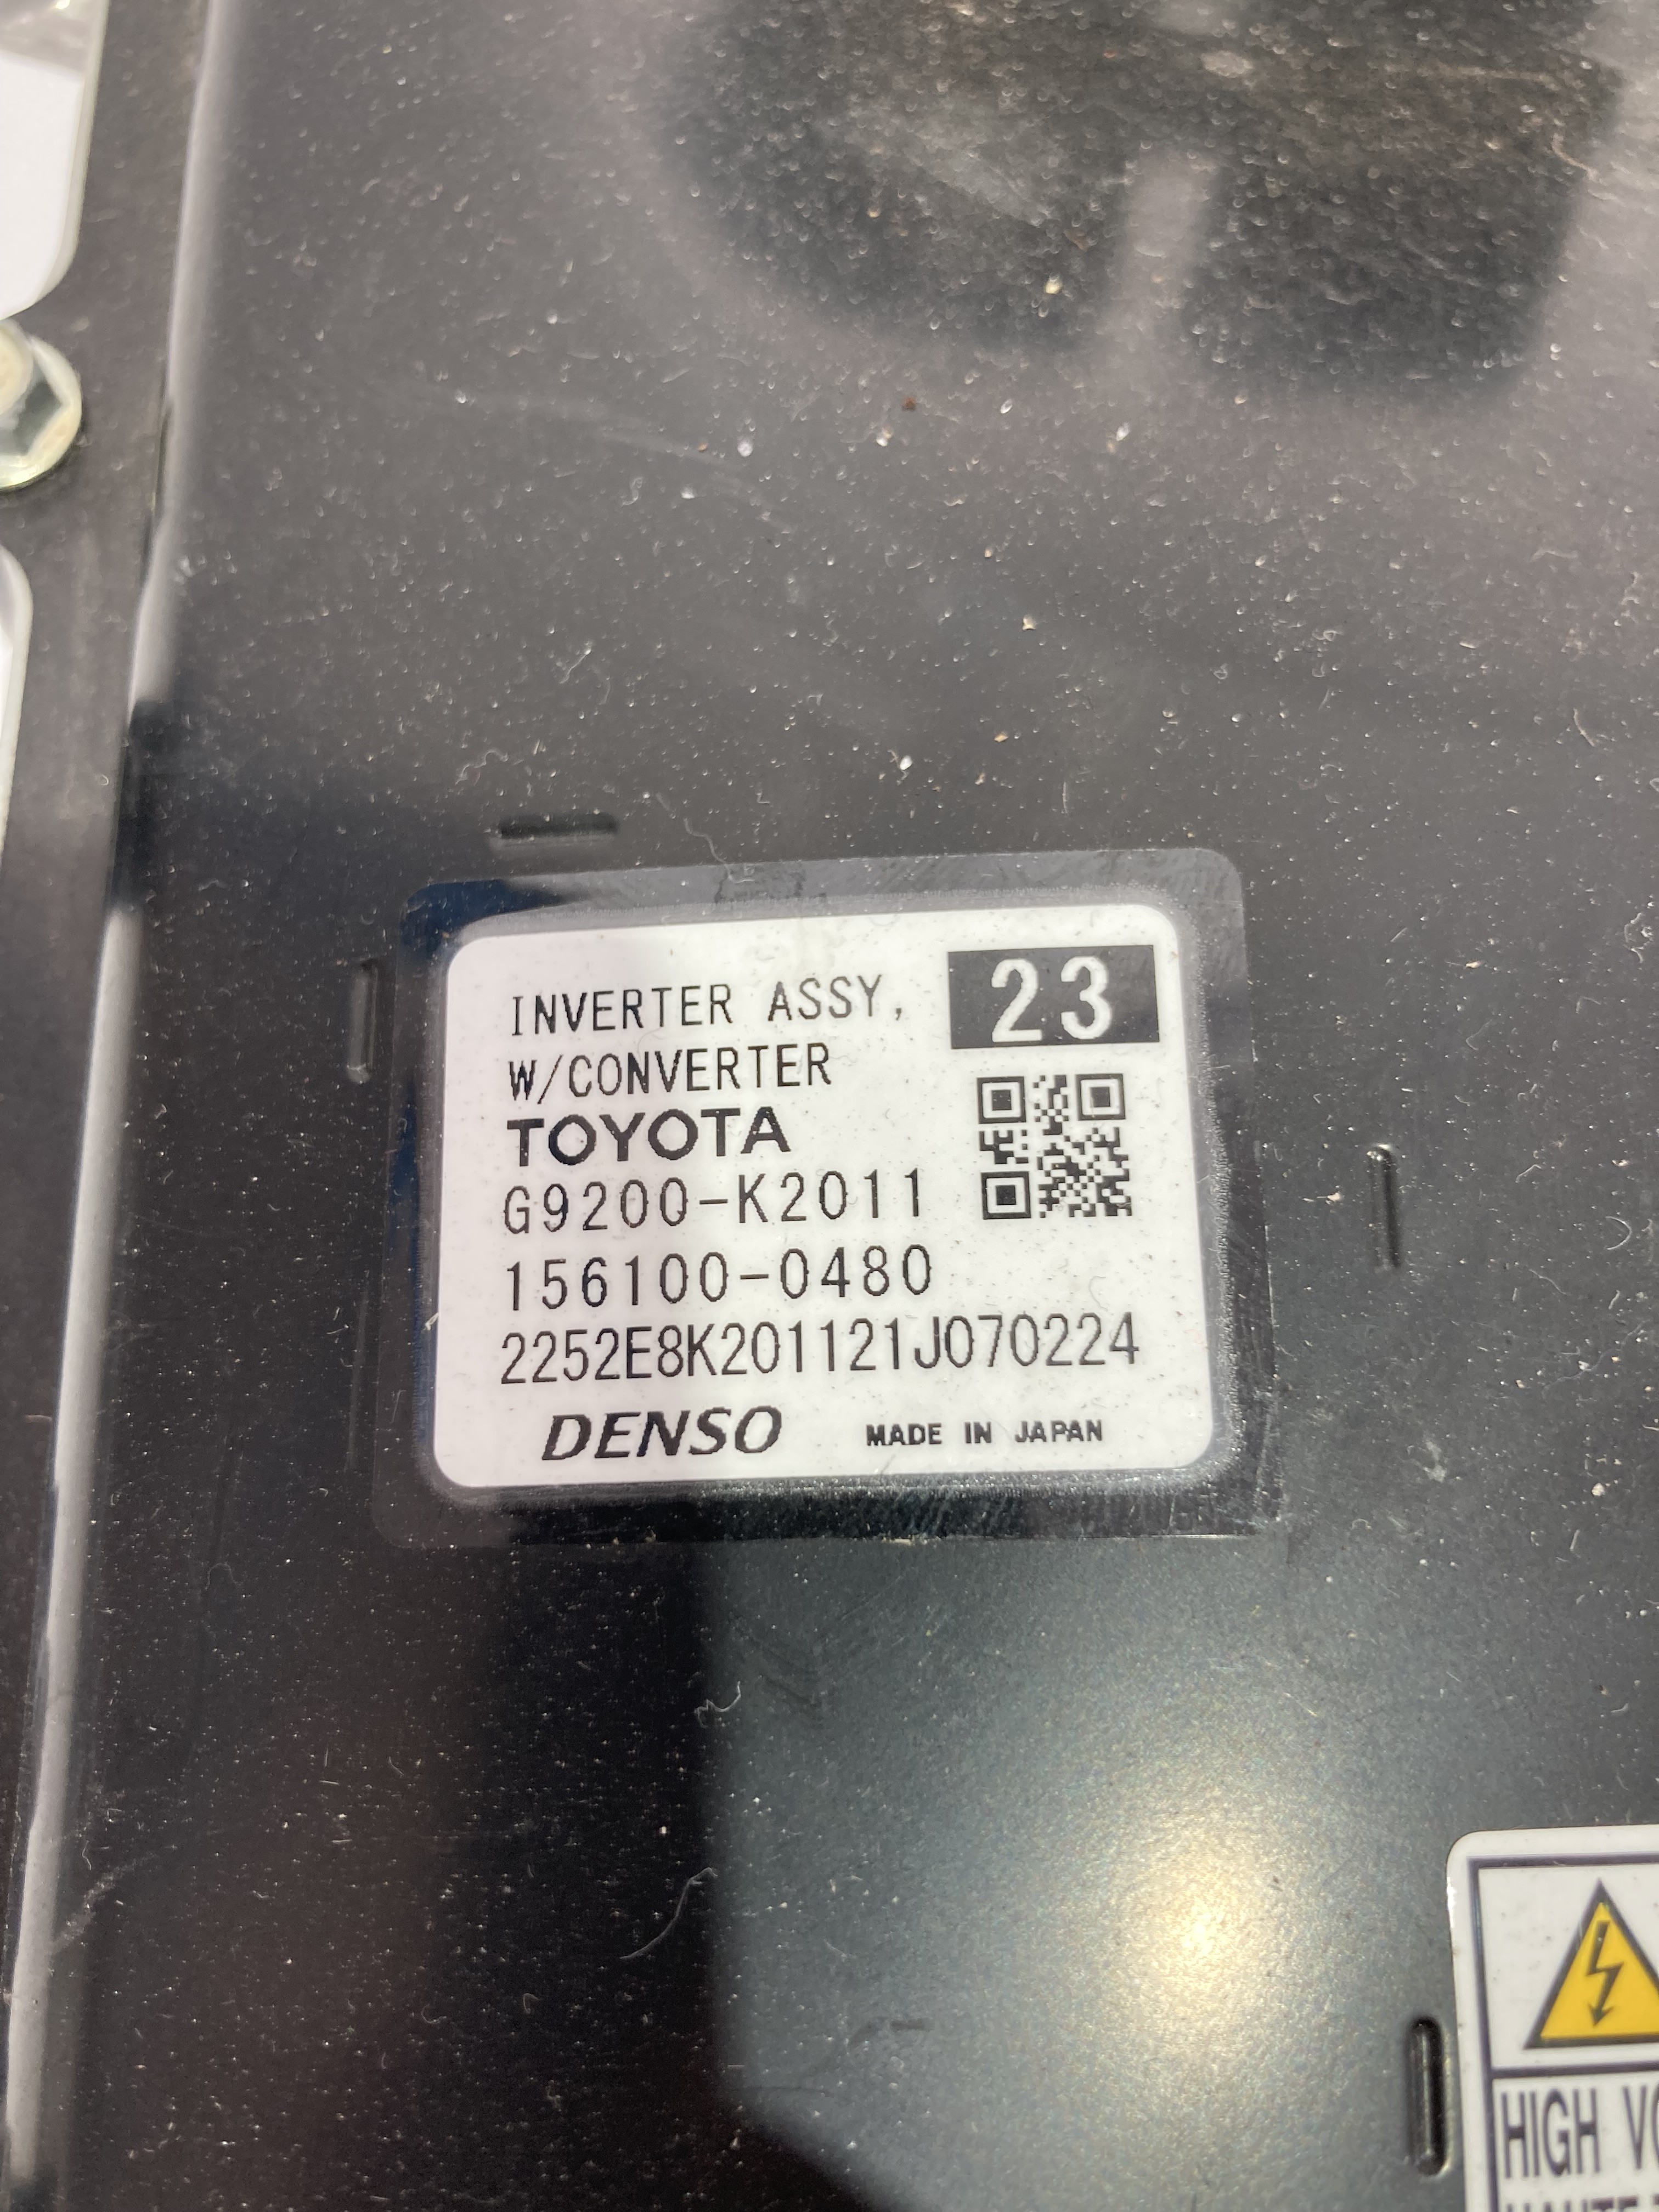 INVERTER ASSY,
23
W/CONVERTER
TOYOTA
G9200-K2011
156100-0480
2252E8K201121J070224
DENSO MADE IN JAPAN
HIGH